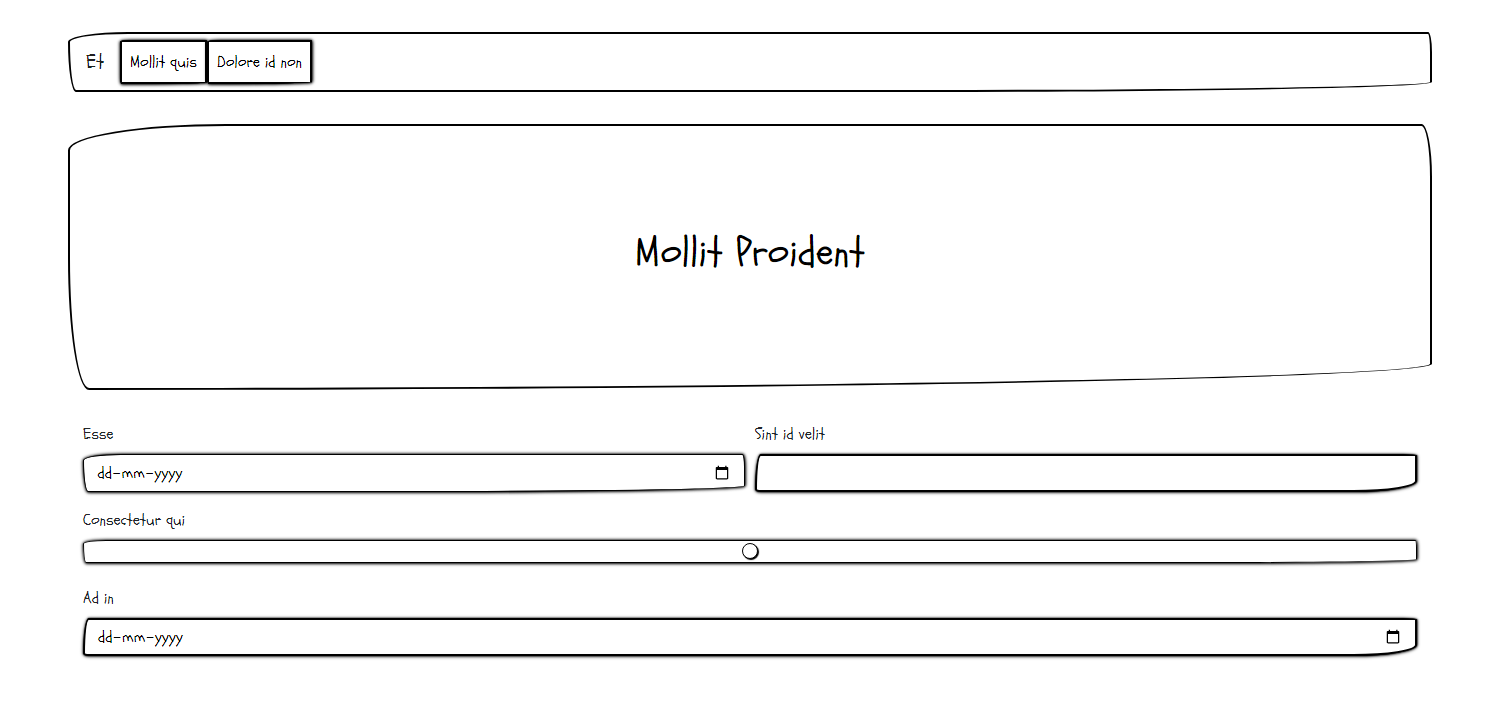 Et Mollit quis Dolore id non
Mollit Proident
Esse Sint id velit
dd-mm-yyyy
Consectetur qui
Ad in
dd-mm-yyyy